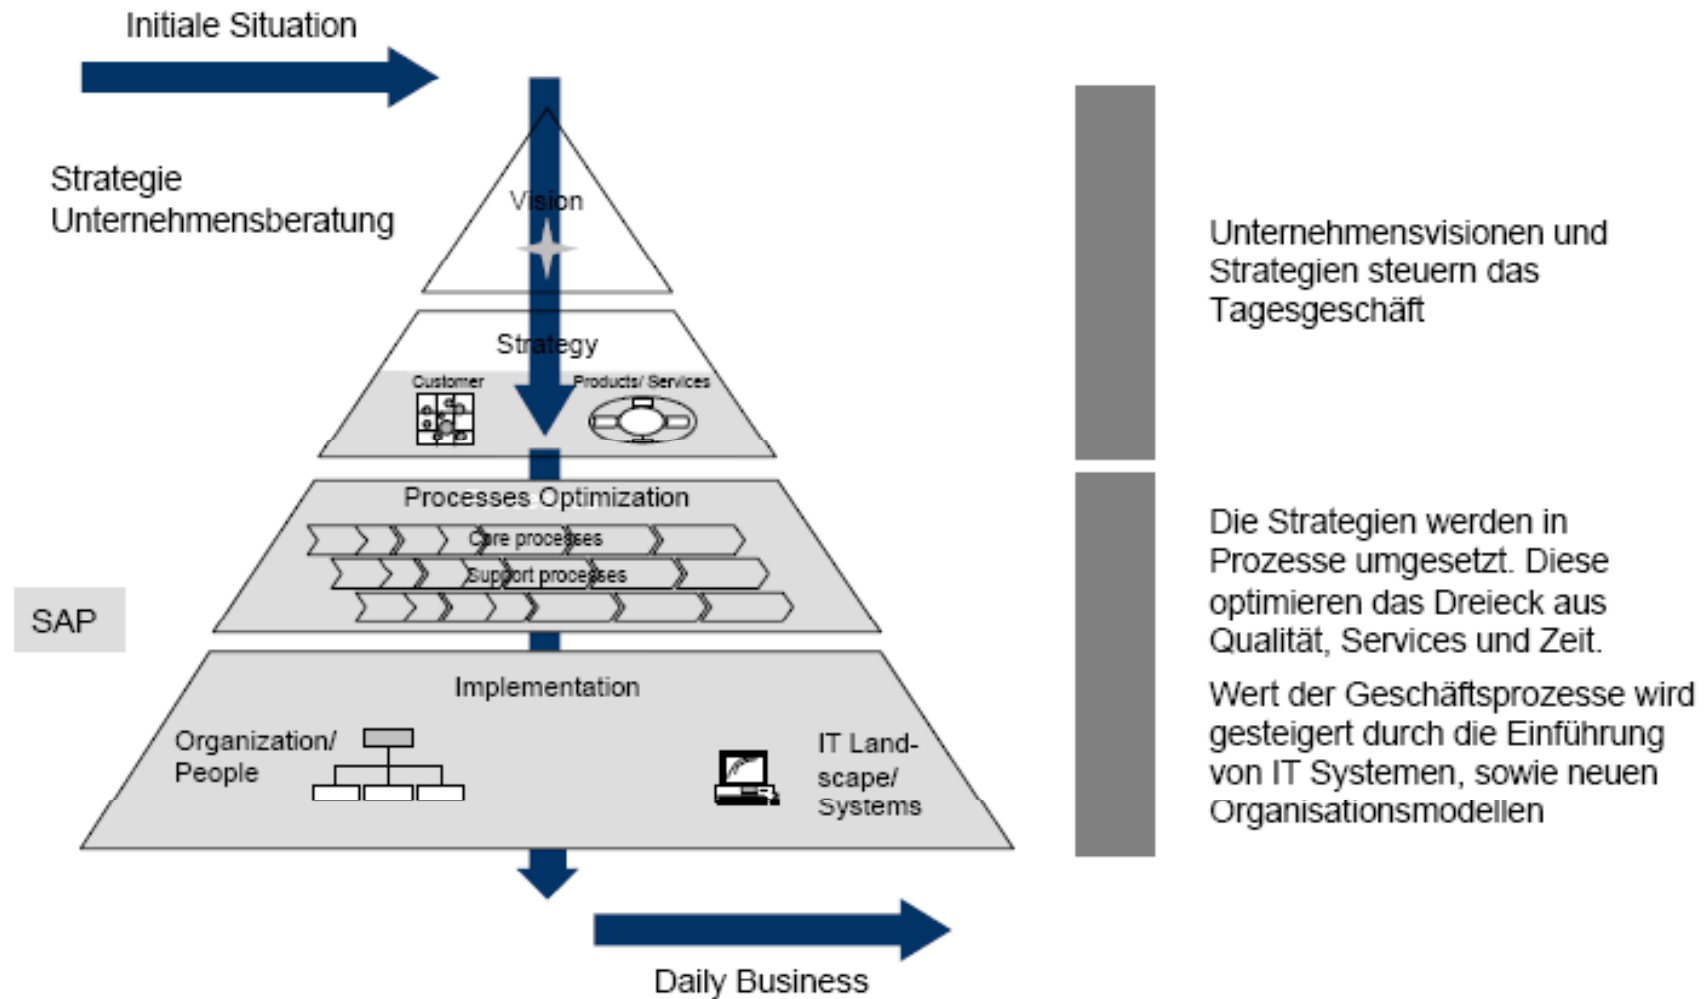 Initiale Situation
Strategie
Unternehmensberatung
Vision
Strategy
Customer
Products/ Services
Processes Optimization
Core processes
Support processes
SAP
Implementation
Organization/
People
IT Land-
scape/
Systems
Daily Business
Unternehmensvisionen und
Strategien steuern das
Tagesgeschäft
Die Strategien werden in
Prozesse umgesetzt. Diese
optimieren das Dreieck aus
Qualität, Services und Zeit.
Wert der Geschäftsprozesse wird
gesteigert durch die Einführung
von IT Systemen, sowie neuen
Organisationsmodellen